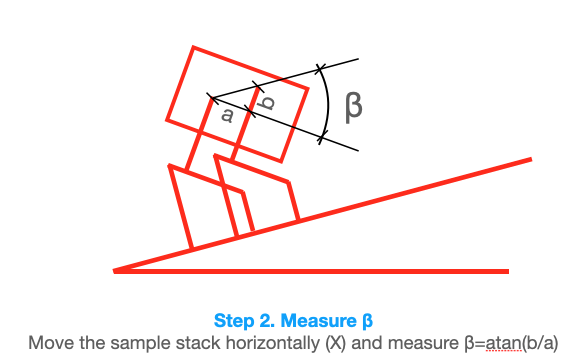 b
a
β
Step 2. Measure β
Move the sample stack horizontally (X) and measure β=atan(b/a)